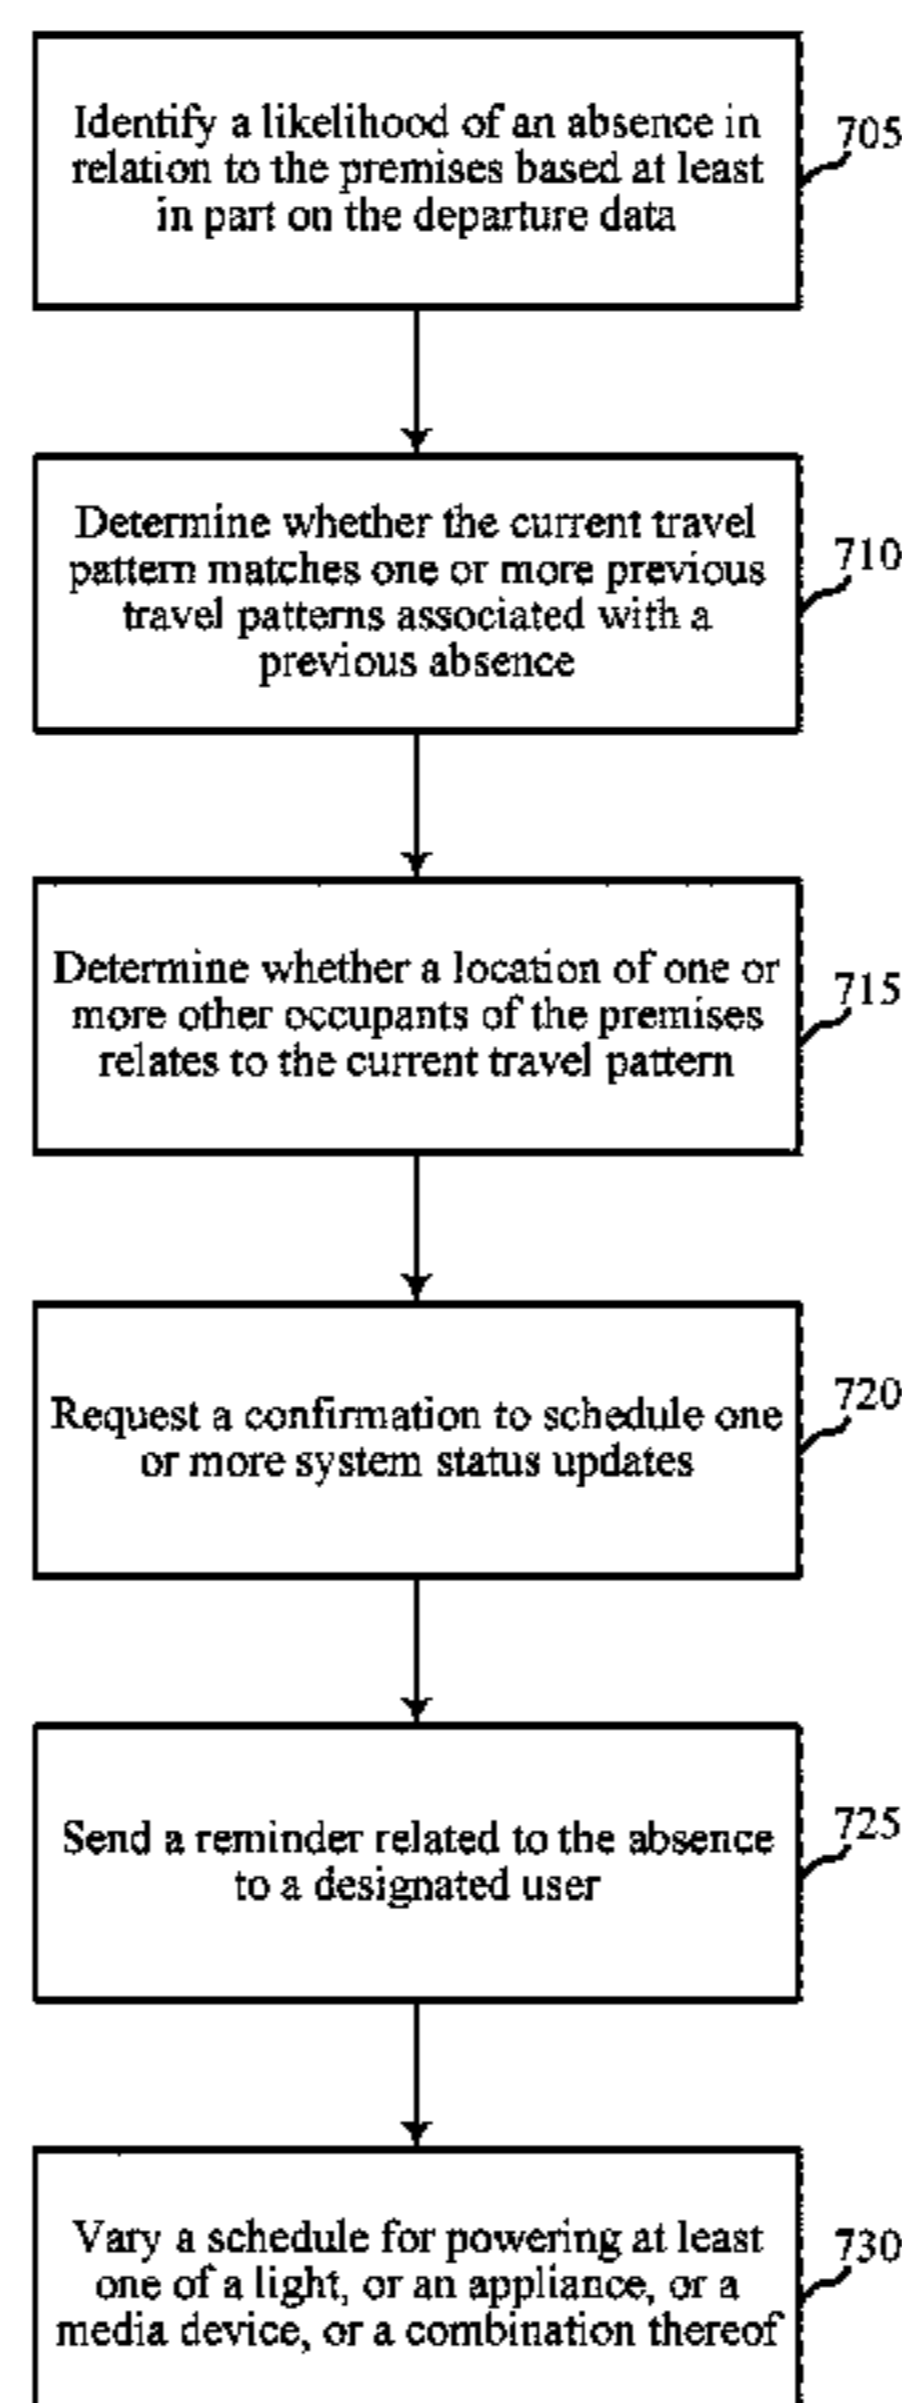 Identify a likelihood of an absence in
relation to the premises based at least
in part on the departure data
705
Determine whether the current travel
pattern matches one or more previous
travel patterns associated with a
previous absence
710
Determine whether a location of one or
more other occupants of the premises
relates to the current travel pattern
715
Request a confirmation to schedule one
or more system status updates
720
Send a reminder related to the absence
to a designated user
725
Vary a schedule for powering at least
one of a light, or an appliance, or a
media device, or a combination thereof
730